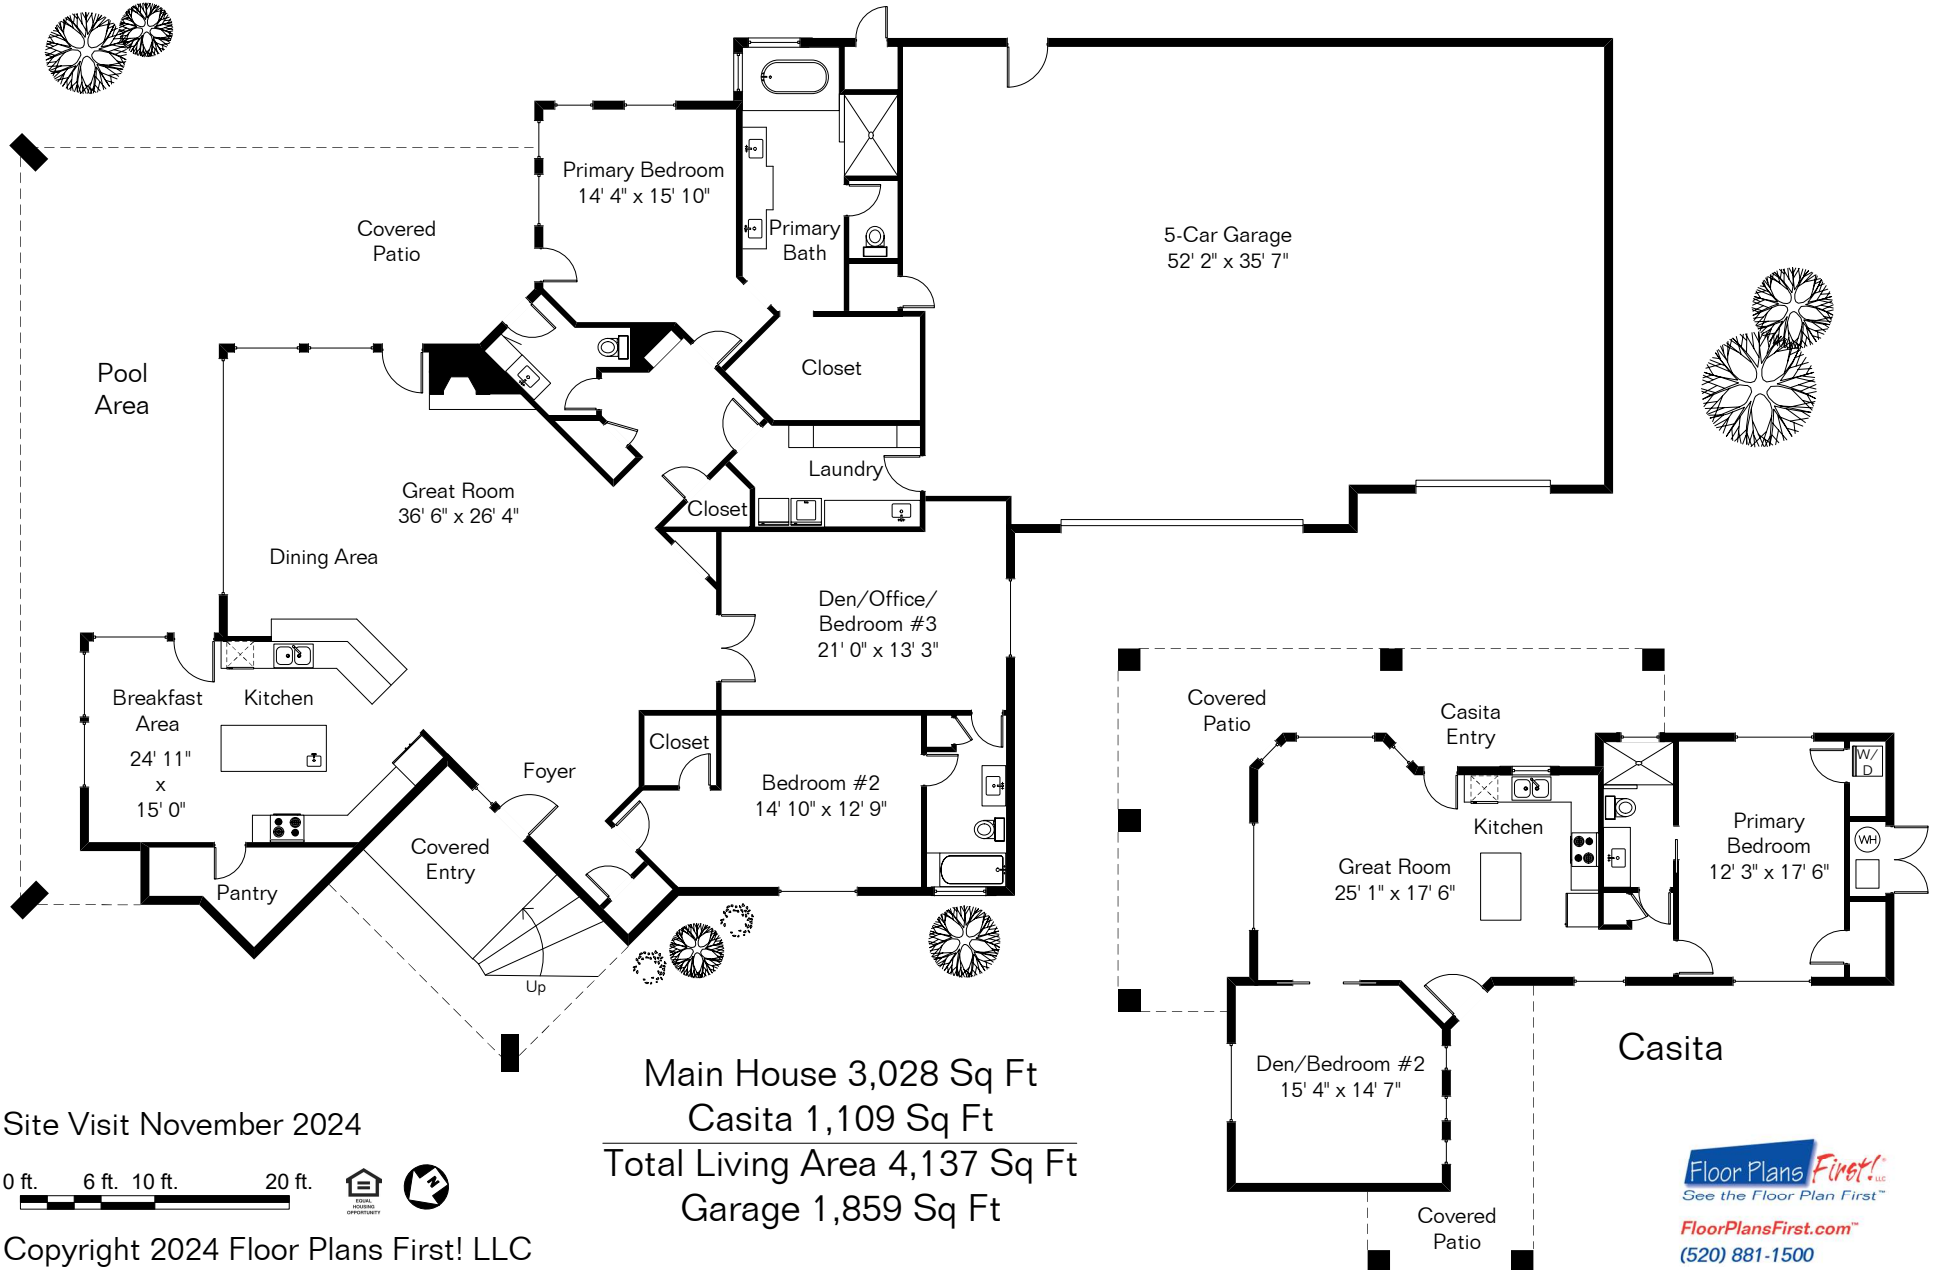 Primary Bedroom
14' 4" x 15' 10"
Covered
Patio
Primary
Bath
5-Car Garage
52' 2" x 35' 7"
Pool
Area
Closet
Laundry
Great Room
36' 6" x 26' 4"
Closet
Dining Area
Den/Office/
Bedroom #3
21' 0" x 13' 3"
Breakfast
Area
24' 11"
x
15' 0"
Kitchen
Closet
Foyer
Bedroom #2
14' 10" x 12' 9"
Covered
Entry
Pantry
Up
Covered
Patio
Casita
Entry
W/
D
Kitchen
Primary
Bedroom
12' 3" x 17' 6"
WH
Great Room
25' 1" x 17' 6"
Den/Bedroom #2
15' 4" x 14' 7"
Casita
Covered
Patio
Main House 3,028 Sq Ft
Casita 1,109 Sq Ft
Total Living Area 4,137 Sq Ft
Garage 1,859 Sq Ft
Site Visit November 2024
0 ft. 6 ft. 10 ft. 20 ft.
EQUAL
HOUSING
OPPORTUNITY
N
Copyright 2024 Floor Plans First! LLC
Floor Plans First! LLC
See the Floor Plan First™
FloorPlansFirst.com™
(520) 881-1500